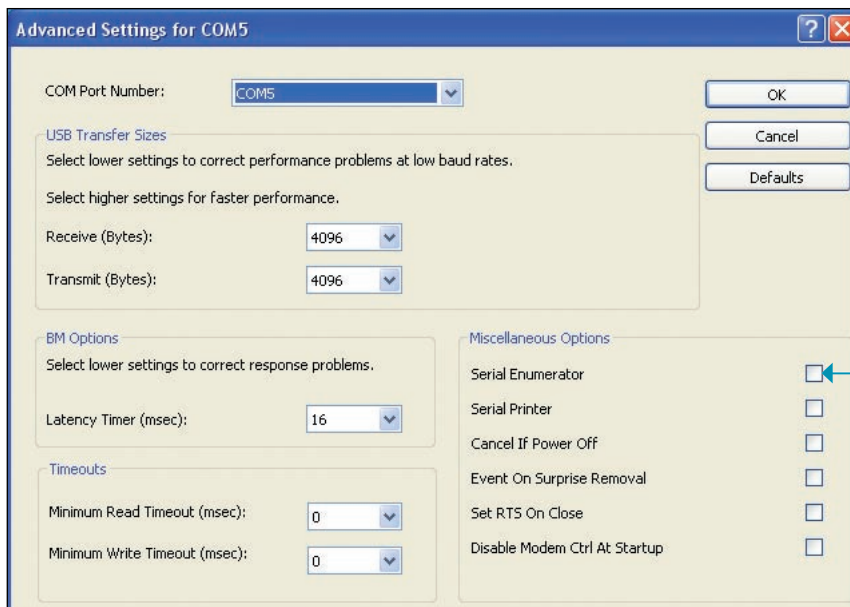 Advanced Settings for COM5
COM Port Number:
COM5
OK
Cancel
Defaults
USB Transfer Sizes
Select lower settings to correct performance problems at low baud rates.
Select higher settings for faster performance.
Receive (Bytes):
4096
Transmit (Bytes):
4096
BM Options
Select lower settings to correct response problems.
Latency Timer (msec):
16
Timeouts
Minimum Read Timeout (msec):
0
Minimum Write Timeout (msec):
0
Miscellaneous Options
Serial Enumerator
Serial Printer
Cancel If Power Off
Event On Surprise Removal
Set RTS On Close
Disable Modem Ctrl At Startup